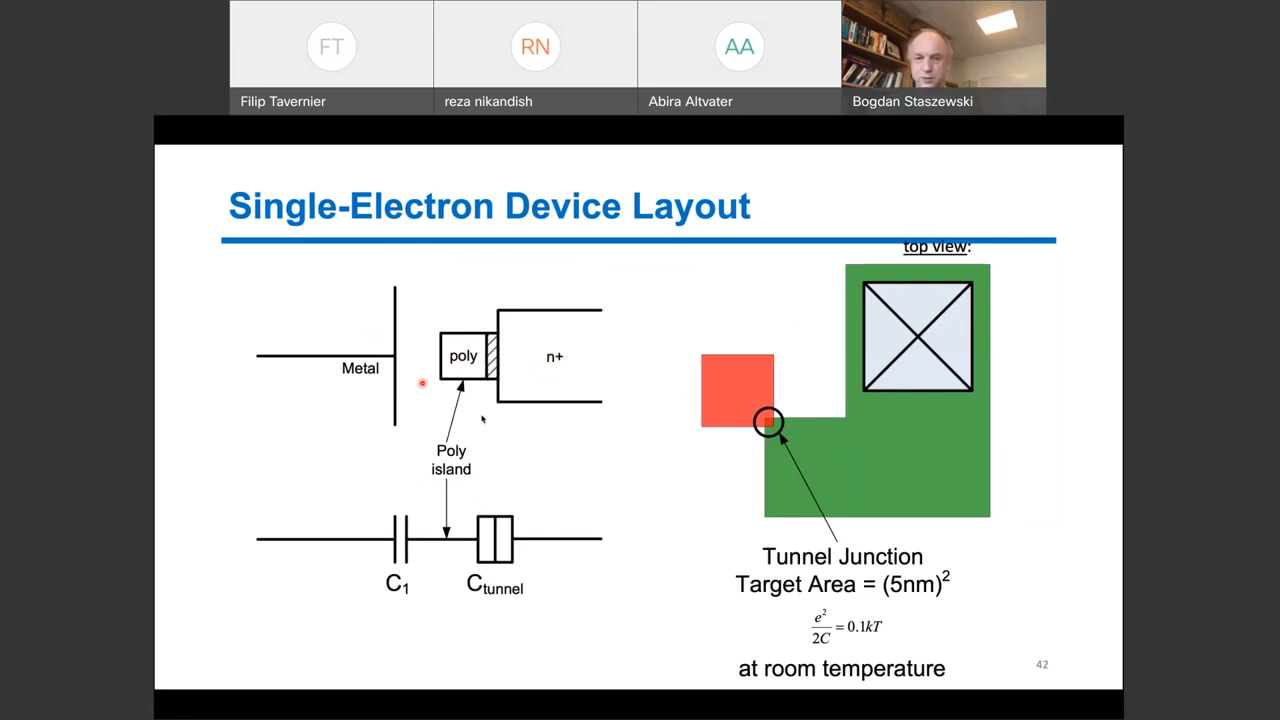 FT
RN
AA
Filip Tavernier
reza nikandish
Abira Altvater
Bogdan Staszewski
Single-Electron Device Layout
top view:
Metal
poly
n+
Poly
island
C1
Ctunnel
Tunnel Junction
Target Area = (5nm)²
e²/2C = 0.1kT
at room temperature
42